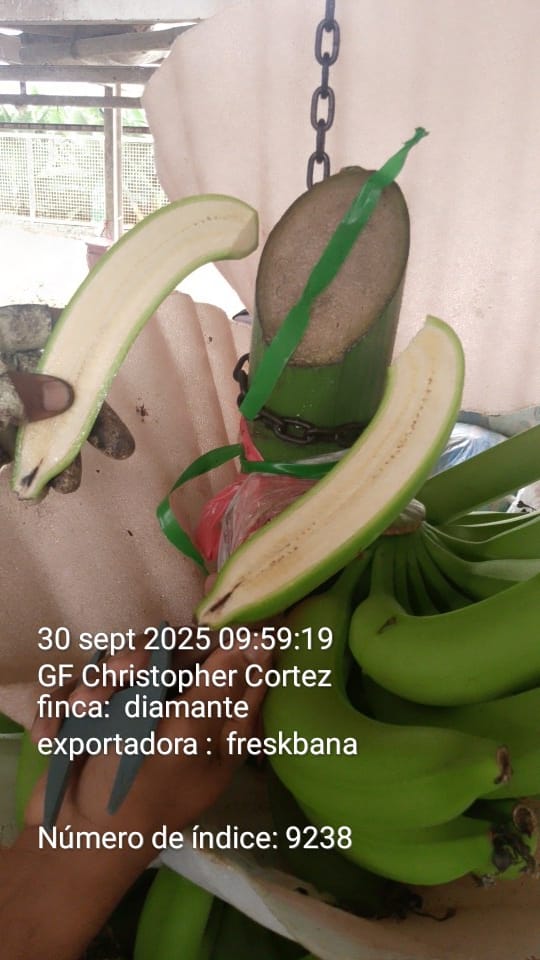 30 sept 2025 09:59:19
GF Christopher Cortez
finca:  diamante
exportadora :  freskbana
Número de índice: 9238